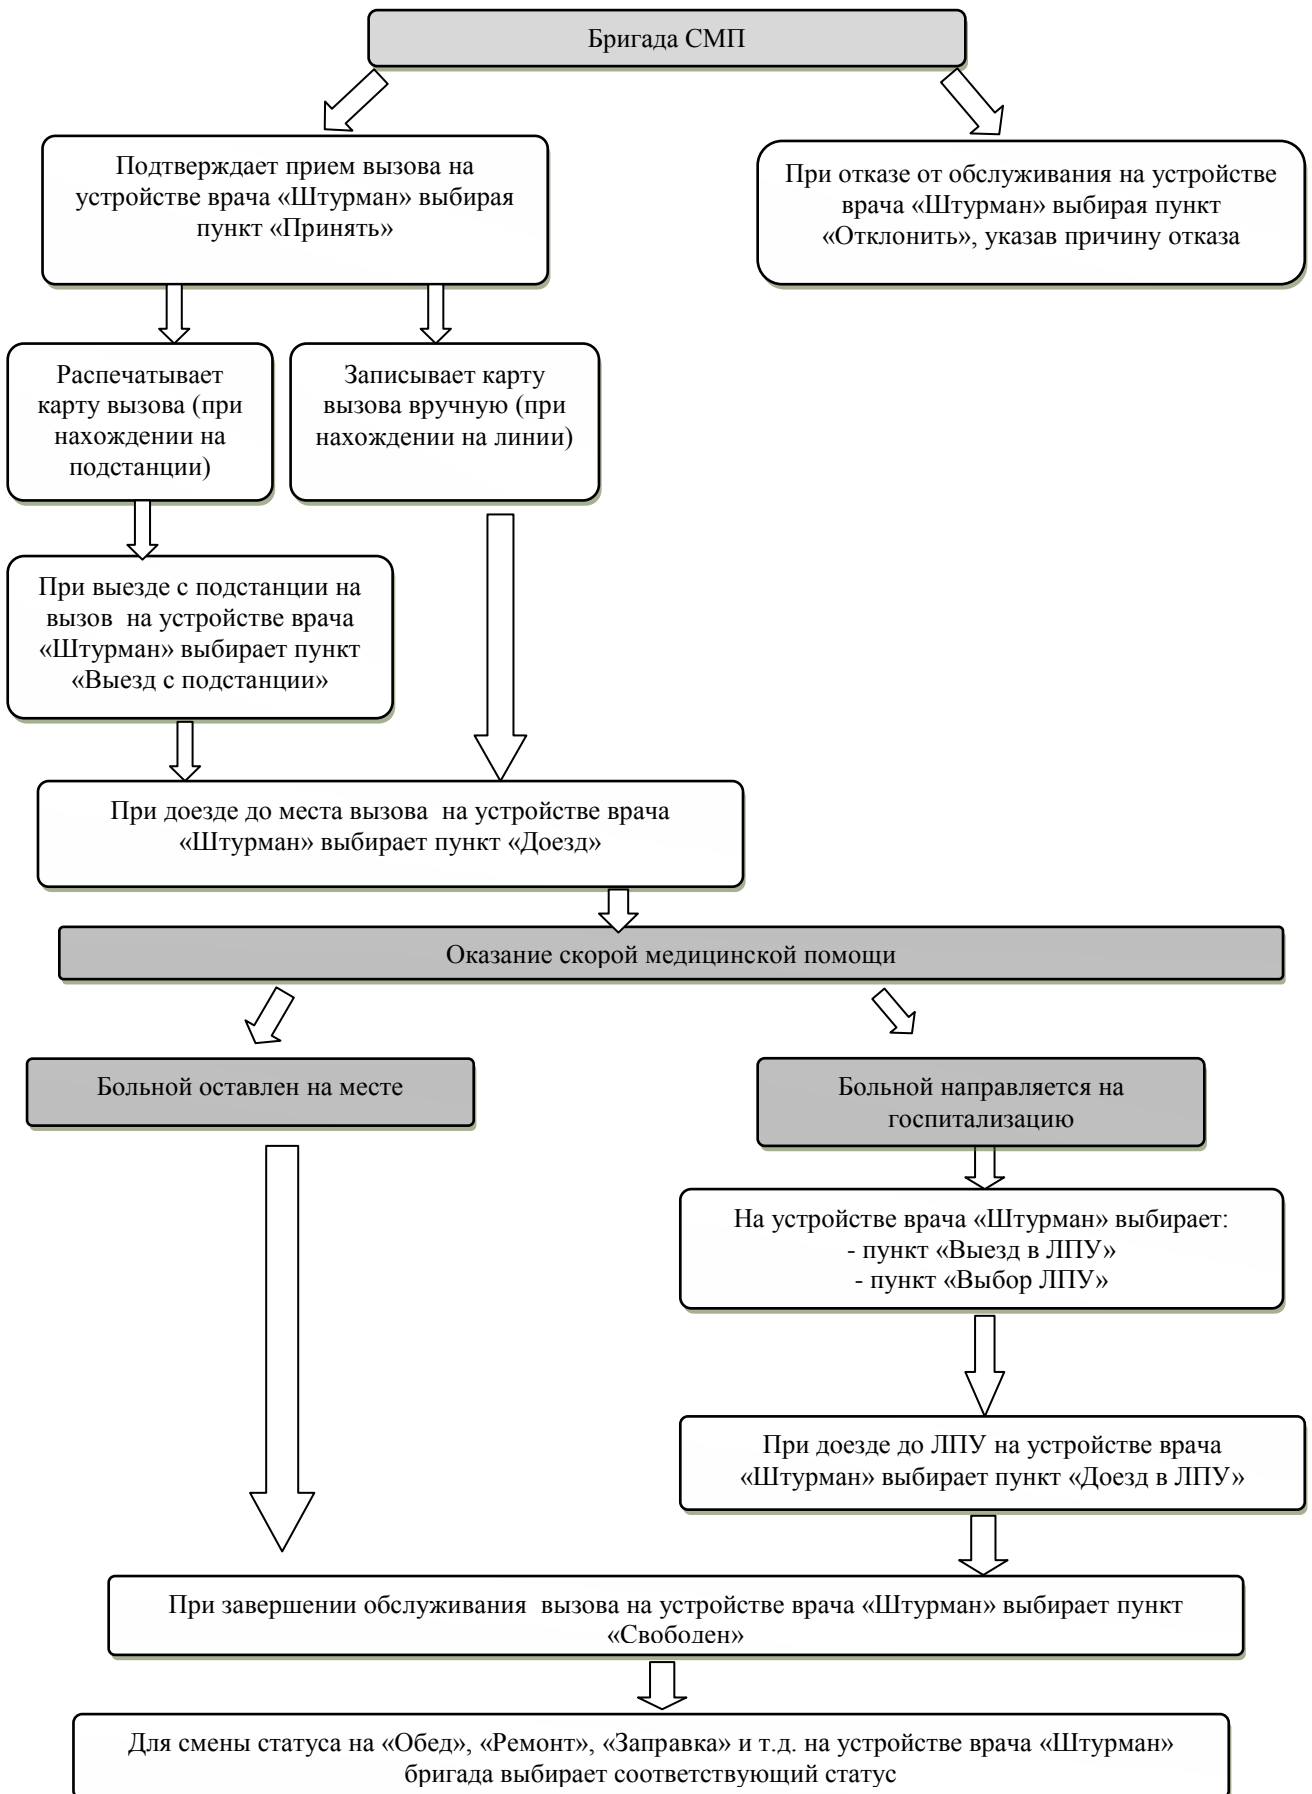 Бригада СМП
Подтверждает прием вызова на
устройстве врача «Штурман» выбирая
пункт «Принять»
При отказе от обслуживания на устройстве
врача «Штурман» выбирая пункт
«Отклонить», указав причину отказа
Распечатывает
карту вызова (при
нахождении на
подстанции)
Записывает карту
вызова вручную (при
нахождении на линии)
При выезде с подстанции на
вызов на устройстве врача
«Штурман» выбирает пункт
«Выезд с подстанции»
При доезде до места вызова на устройстве врача
«Штурман» выбирает пункт «Доезд»
Оказание скорой медицинской помощи
Больной оставлен на месте
Больной направляется на
госпитализацию
На устройстве врача «Штурман» выбирает:
- пункт «Выезд в ЛПУ»
- пункт «Выбор ЛПУ»
При доезде до ЛПУ на устройстве врача
«Штурман» выбирает пункт «Доезд в ЛПУ»
При завершении обслуживания вызова на устройстве врача «Штурман» выбирает пункт
«Свободен»
Для смены статуса на «Обед», «Ремонт», «Заправка» и т.д. на устройстве врача «Штурман»
бригада выбирает соответствующий статус